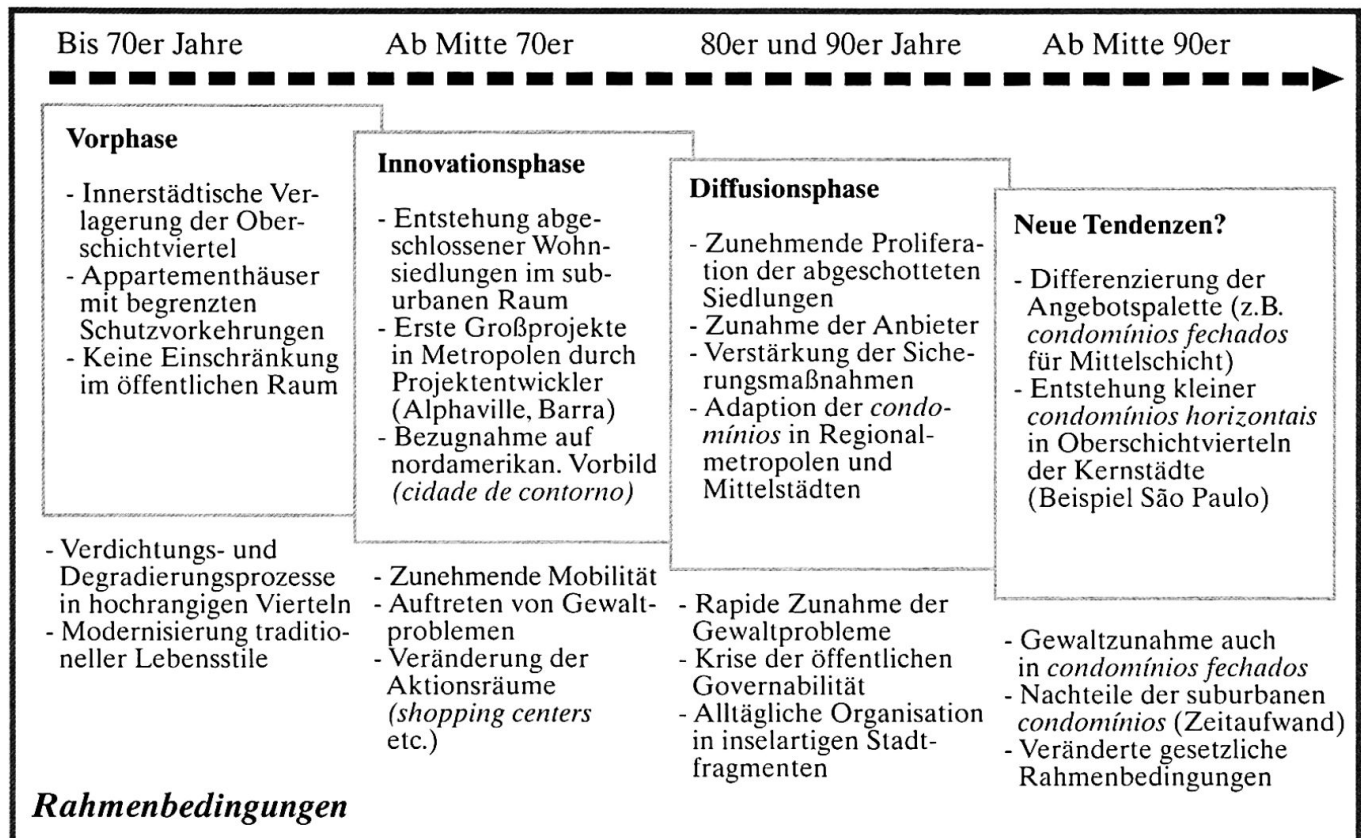 Bis 70er Jahre
Ab Mitte 70er
80er und 90er Jahre
Ab Mitte 90er
Vorphase
- Innerstädtische Ver-
lagerung der Ober-
schichtviertel
- Appartementhäuser
mit begrenzten
Schutzvorkehrungen
- Keine Einschränkung
im öffentlichen Raum
- Verdichtungs- und
Degradierungsprozesse
in hochrangigen Vierteln
- Modernisierung traditio-
neller Lebensstile
Innovationsphase
- Entstehung abge-
schlossener Wohn-
siedlungen im sub-
urbanen Raum
- Erste Großprojekte
in Metropolen durch
Projektentwickler
(Alphaville, Barra)
- Bezugnahme auf
nordamerikan. Vorbild
(cidade de contorno)
- Zunehmende Mobilität
- Auftreten von Gewalt-
problemen
- Veränderung der
Aktionsräume
(shopping centers
etc.)
Diffusionsphase
- Zunehmende Prolifera-
tion der abgeschotteten
Siedlungen
- Zunahme der Anbieter
- Verstärkung der Siche-
rungsmaßnahmen
- Adaption der condo-
mínios in Regional-
metropolen und
Mittelstädten
- Rapide Zunahme der
Gewaltprobleme
- Krise der öffentlichen
Governabilität
- Alltägliche Organisation
in inselartigen Stadt-
fragmenten
Neue Tendenzen?
- Differenzierung der
Angebotspalette (z.B.
condomínios fechados
für Mittelschicht)
- Entstehung kleiner
condomínios horizontais
in Oberschichtvierteln
der Kernstädte
(Beispiel São Paulo)
- Gewaltzunahme auch
in condomínios fechados
- Nachteile der suburbanen
condomínios (Zeitaufwand)
- Veränderte gesetzliche
Rahmenbedingungen
Rahmenbedingungen